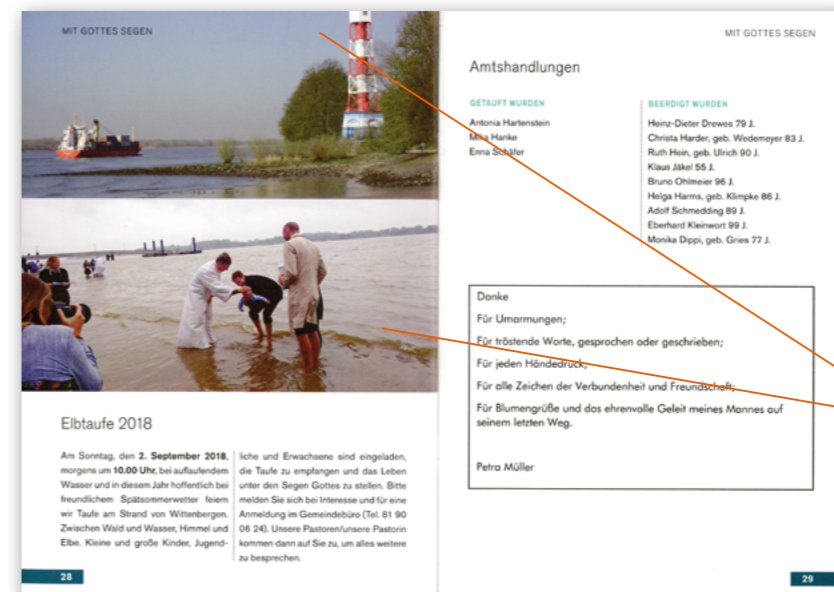 MIT GOTTES SEGEN
Elbtaufe 2018
Am Sonntag, den 2. September 2018,
morgens um 10.00 Uhr, bei auflaufendem
Wasser und in diesem Jahr hoffentlich bei
freundlichem Spätsommerwetter feiern
wir Taufe am Strand von Wittenbergen.
Zwischen Wald und Wasser, Himmel und
Elbe. Kleine und große Kinder, Jugend-
liche und Erwachsene sind eingeladen,
die Taufe zu empfangen und das Leben
unter den Segen Gottes zu stellen. Bitte
melden Sie sich bei Interesse und für eine
Anmeldung im Gemeindebüro (Tel. 81 90
06 24). Unsere Pastoren/unsere Pastorin
kommen dann auf Sie zu, um alles weitere
zu besprechen.
28
MIT GOTTES SEGEN
Amtshandlungen
GETAUFT WURDEN
Antonia Hartenstein
Mika Hanke
Enna Schäfer
BEERDIGT WURDEN
Heinz-Dieter Drewes 79 J.
Christa Harder, geb. Wedemeyer 83 J.
Ruth Hein, geb. Ulrich 90 J.
Klaus Jäkel 55 J.
Bruno Ohlmeier 96 J.
Helga Harms, geb. Klimpke 86 J.
Adolf Schmedding 89 J.
Eberhard Kleinwort 99 J.
Monika Dippi, geb. Gries 77 J.
Danke
Für Umarmungen;
Für tröstende Worte, gesprochen oder geschrieben;
Für jeden Händedruck;
Für alle Zeichen der Verbundenheit und Freundschaft;
Für Blumengrüße und das ehrenvolle Geleit meines Mannes auf
seinem letzten Weg.
Petra Müller
29